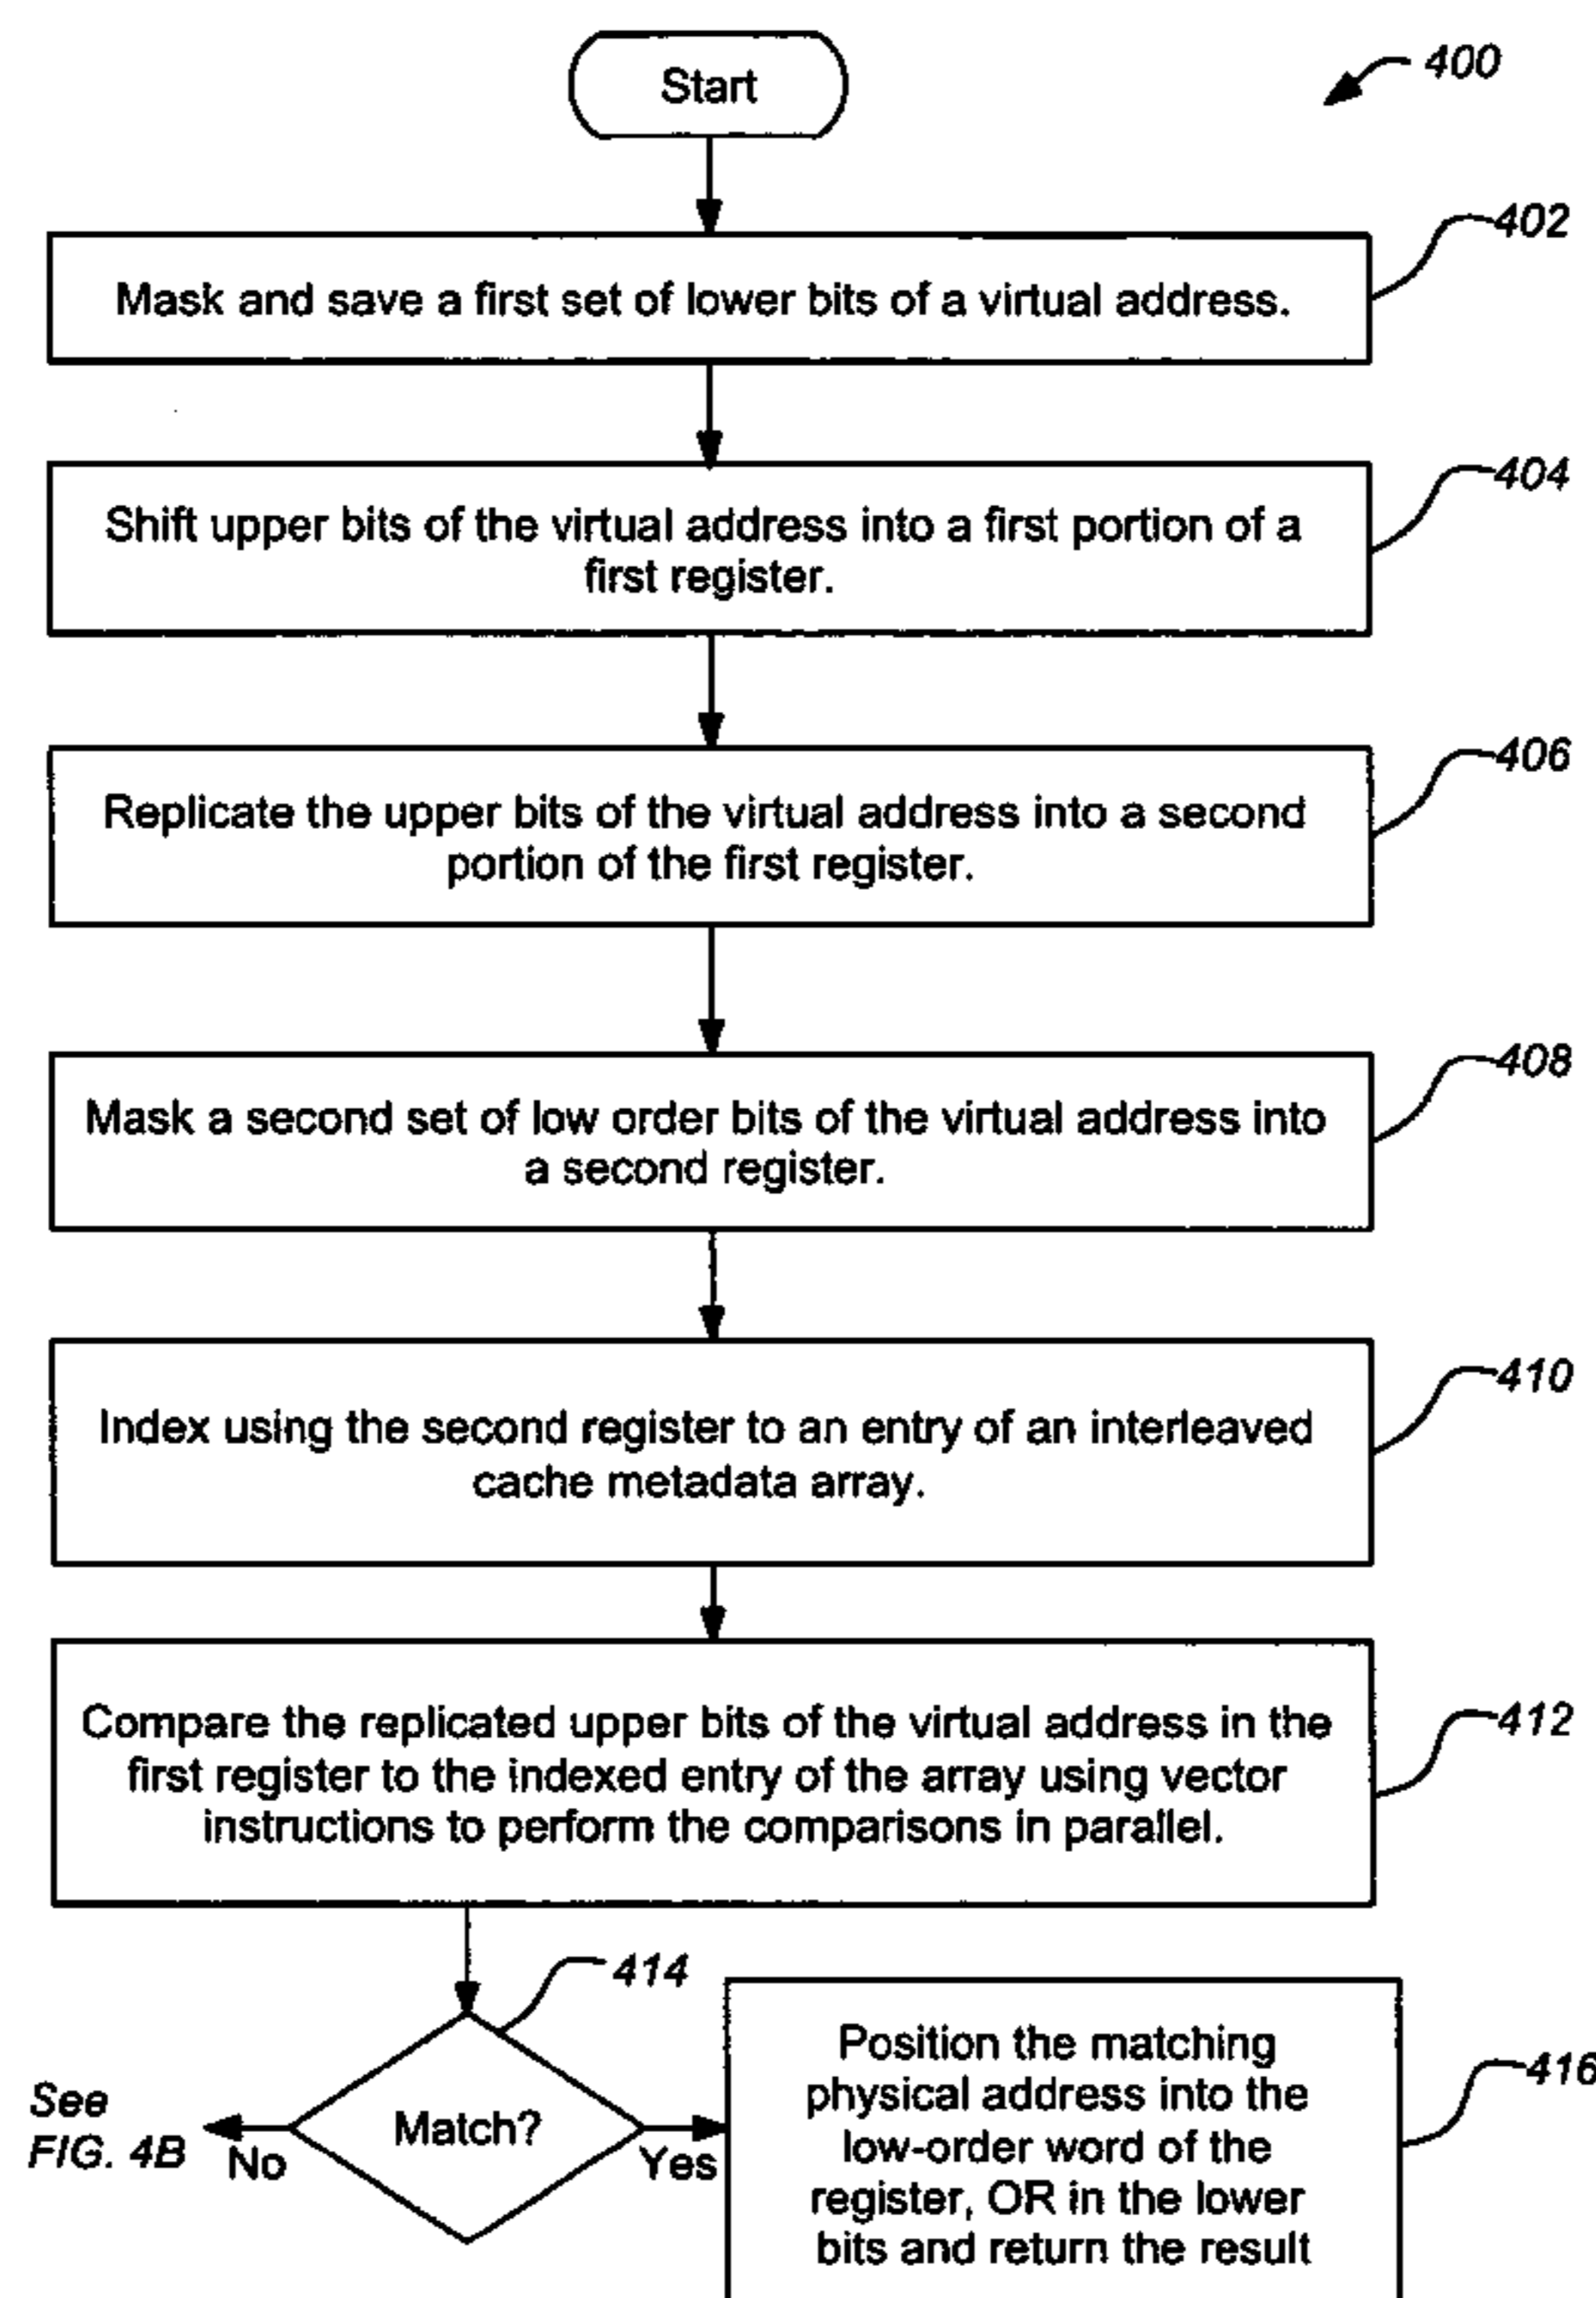 Start
400
402
Mask and save a first set of lower bits of a virtual address.
404
Shift upper bits of the virtual address into a first portion of a
first register.
406
Replicate the upper bits of the virtual address into a second
portion of the first register.
408
Mask a second set of low order bits of the virtual address into
a second register.
410
Index using the second register to an entry of an interleaved
cache metadata array.
412
Compare the replicated upper bits of the virtual address in the
first register to the indexed entry of the array using vector
instructions to perform the comparisons in parallel.
414
Match?
See
FIG. 4B
No
Yes
416
Position the matching
physical address into the
low-order word of the
register, OR in the lower
bits and return the result